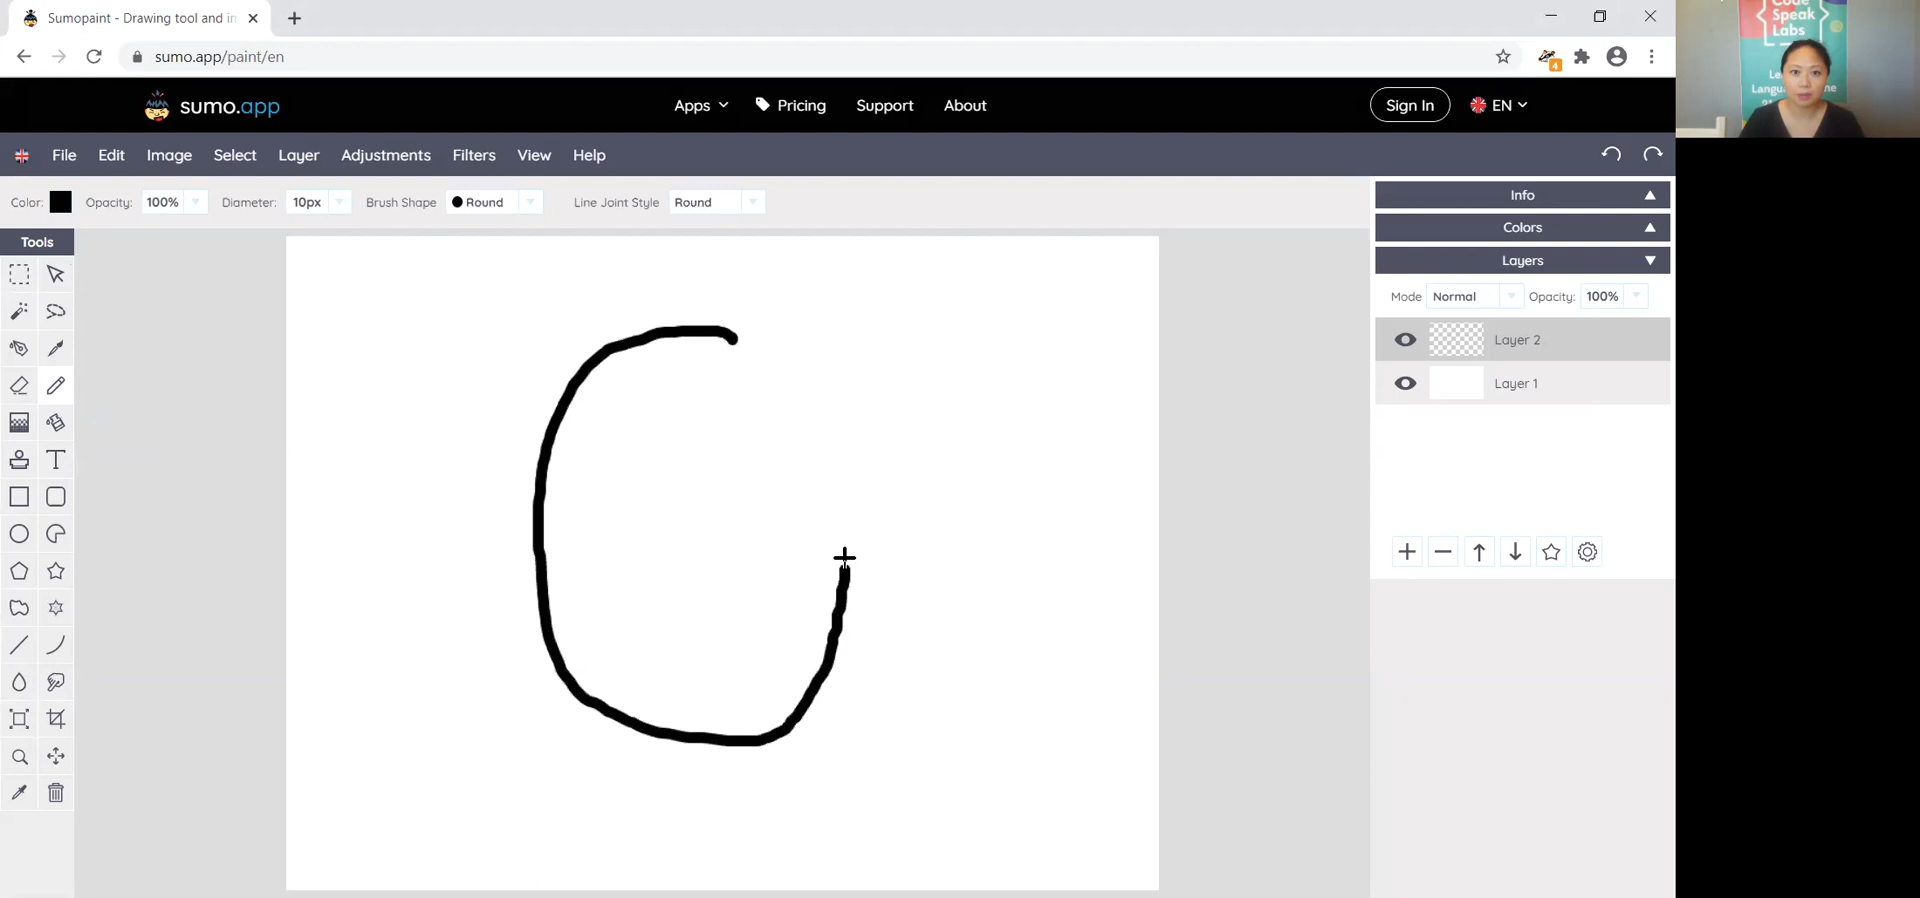 Sumopaint - Drawing tool and in
sumo.app/paint/en
4
sumo.app
Apps
Pricing
Support
About
Sign In
EN
File
Edit
Image
Select
Layer
Adjustments
Filters
View
Help
Color:
Opacity: 100%
Diameter: 10px
Brush Shape
Round
Line Joint Style
Round
Tools
Info
Colors
Layers
Mode Normal
Opacity: 100%
Layer 2
Layer 1
Code
Speak
Labs